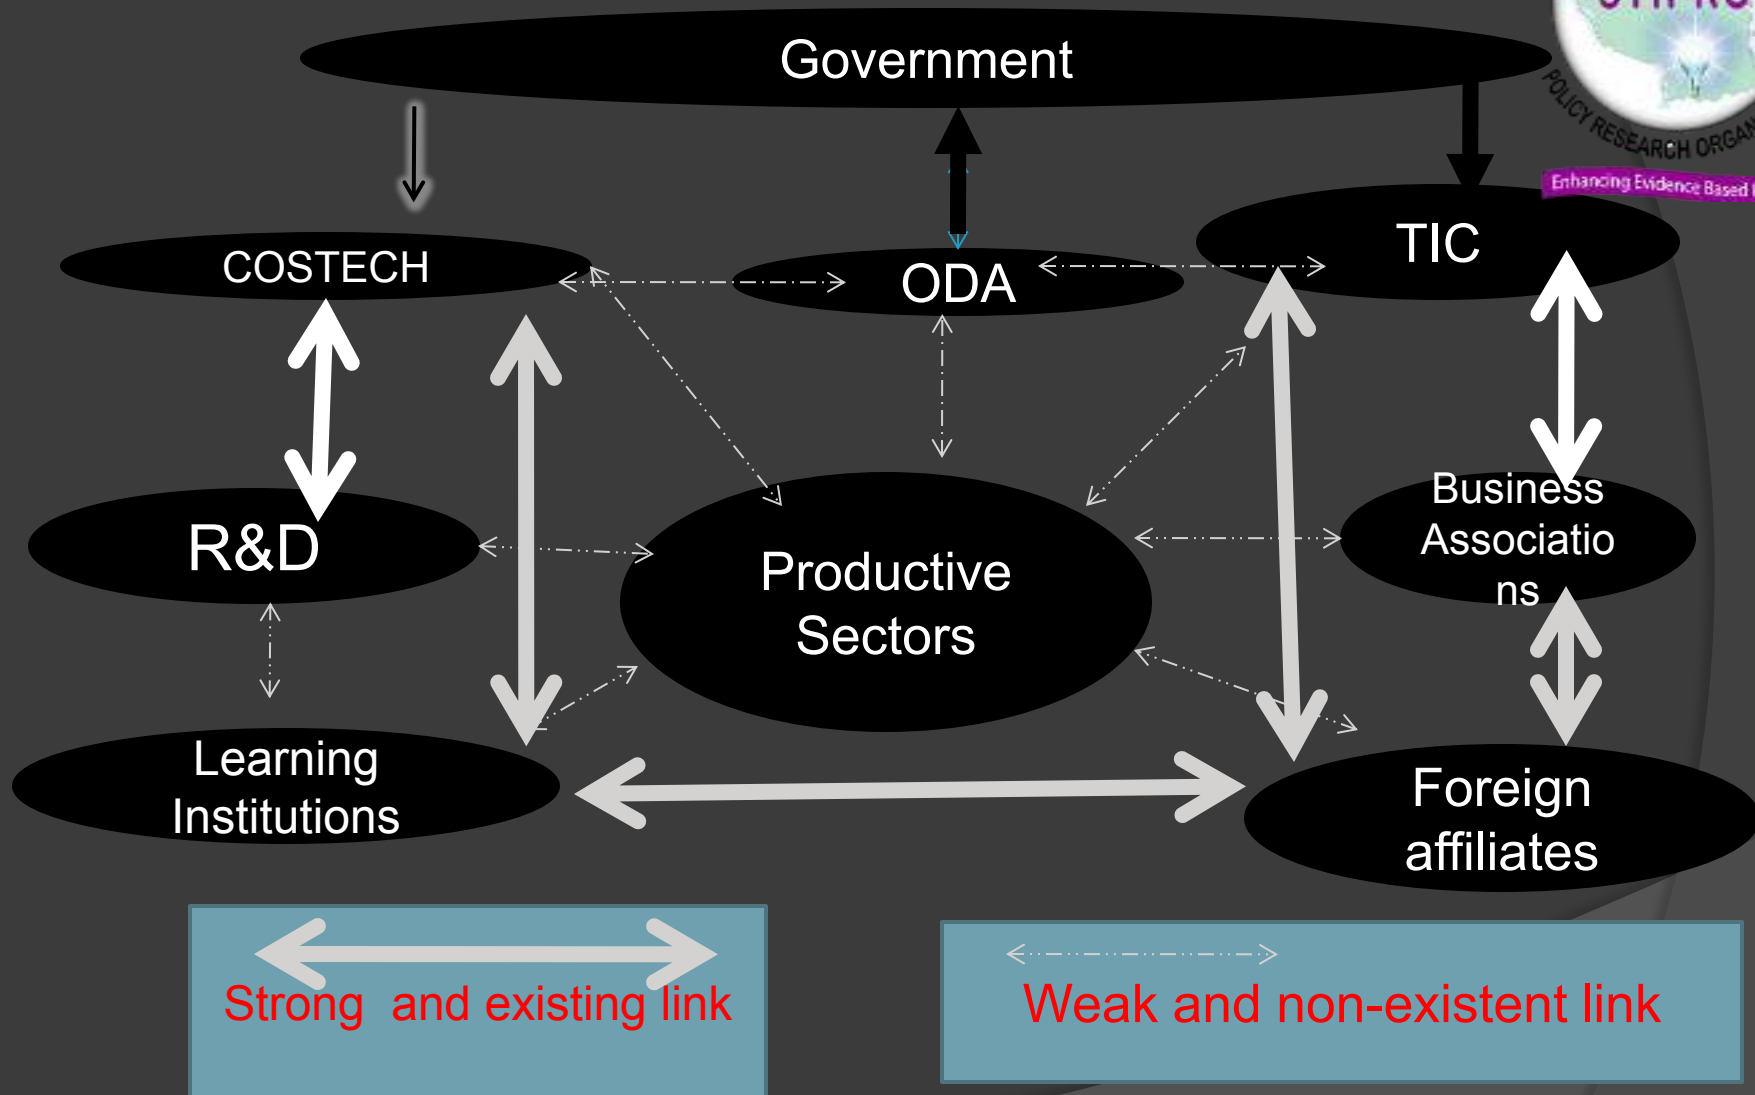 Government
POLICY RESEARCH
Enhancing Evidence Based
COSTECH
ODA
TIC
R&D
Productive
Sectors
Business
Associatio
ns
Learning
Institutions
Foreign
affiliates
Strong and existing link
Weak and non-existent link